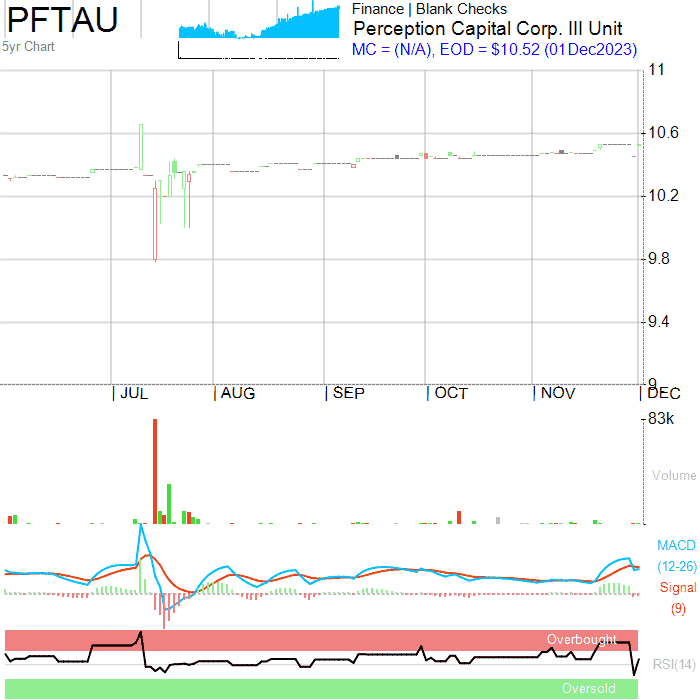 PFTAU
5yr Chart
Finance | Blank Checks
Perception Capital Corp. III Unit
MC = (N/A), EOD = $10.52 (01Dec2023)
11
10.6
10.2
9.8
9.4
9
JUL AUG SEP OCT NOV DEC
83k
Volume
MACD
(12-26)
Signal
(9)
Overbought
RSI(14)
Oversold